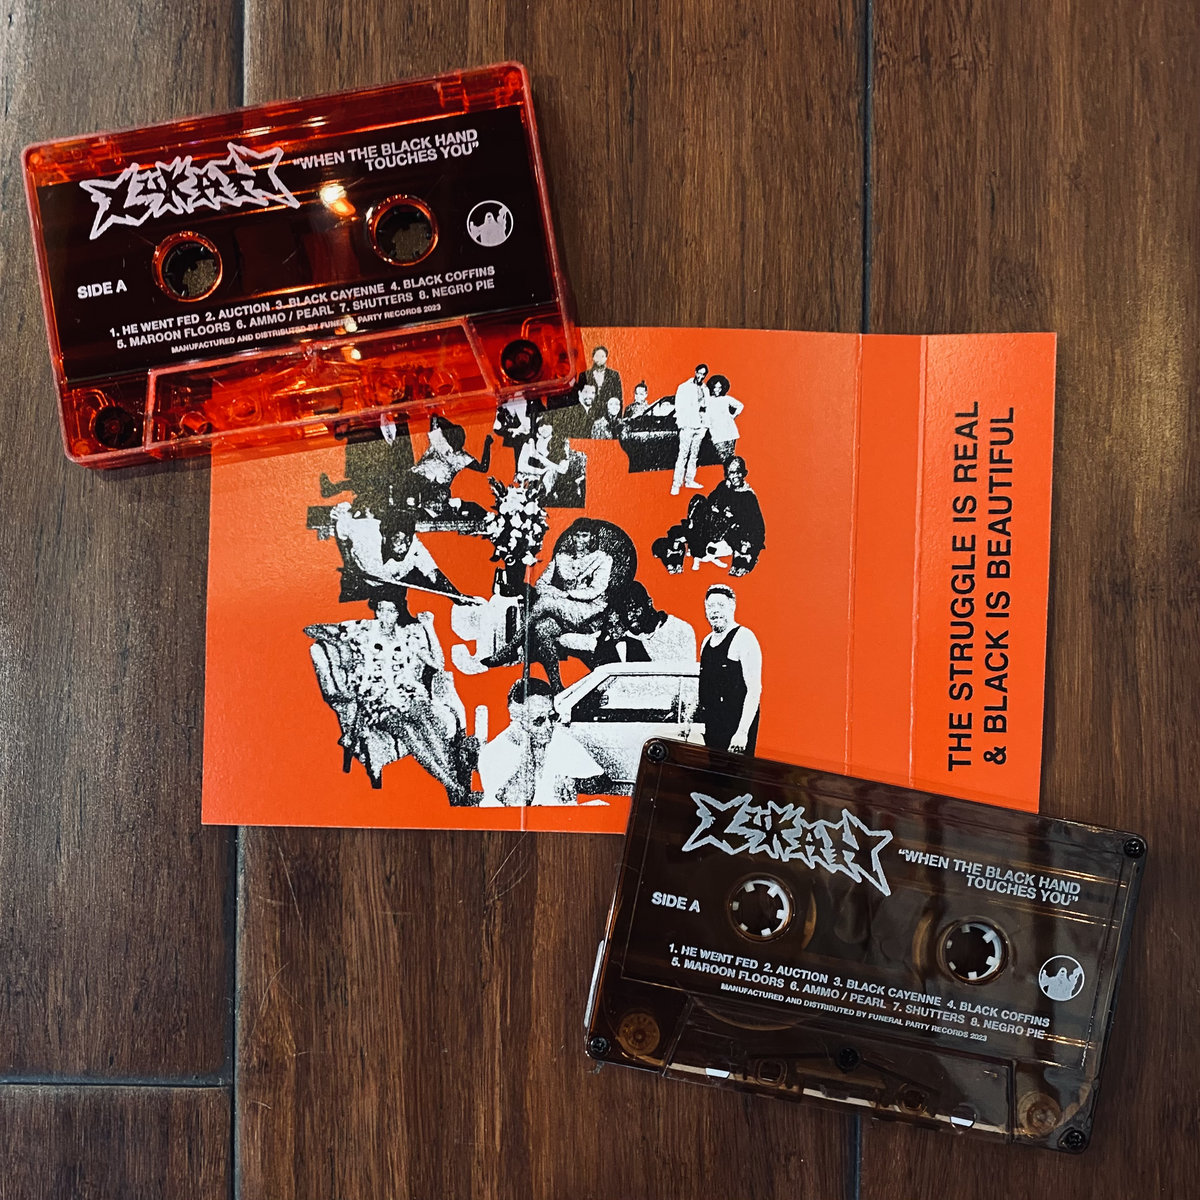 LUKAH
"WHEN THE BLACK HAND
TOUCHES YOU"
SIDE A
1. HE WENT FED 2. AUCTION 3. BLACK CAYENNE 4. BLACK COFFINS
5. MAROON FLOORS 6. AMMO / PEARL 7. SHUTTERS 8. NEGRO PIE
MANUFACTURED AND DISTRIBUTED BY FUNERAL PARTY RECORDS 2023
THE STRUGGLE IS REAL
& BLACK IS BEAUTIFUL
LUKAH
"WHEN THE BLACK HAND
TOUCHES YOU"
SIDE A
1. HE WENT FED 2. AUCTION 3. BLACK CAYENNE 4. BLACK COFFINS
5. MAROON FLOORS 6. AMMO / PEARL 7. SHUTTERS 8. NEGRO PIE
MANUFACTURED AND DISTRIBUTED BY FUNERAL PARTY RECORDS 2023